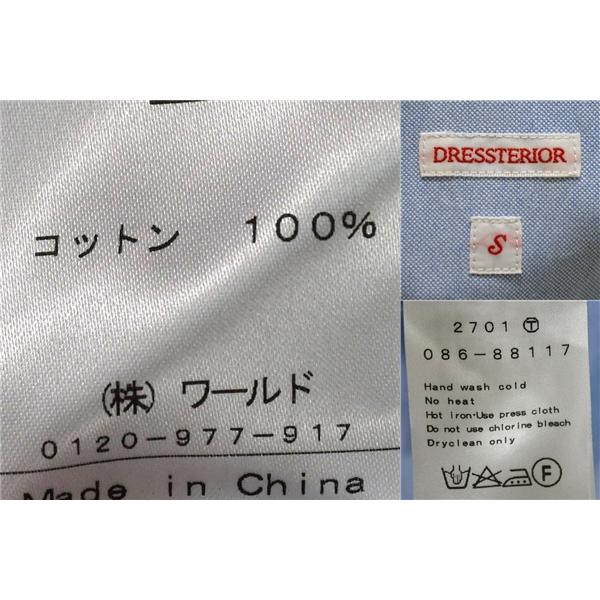 コットン 100%
(株) ワールド
0120-977-917
Made in China
DRESSTERIOR
S
2701 Ⓣ
086-88117
Hand wash cold
No heat
Hot iron・Use press cloth
Do not use chlorine bleach
Dryclean only
F